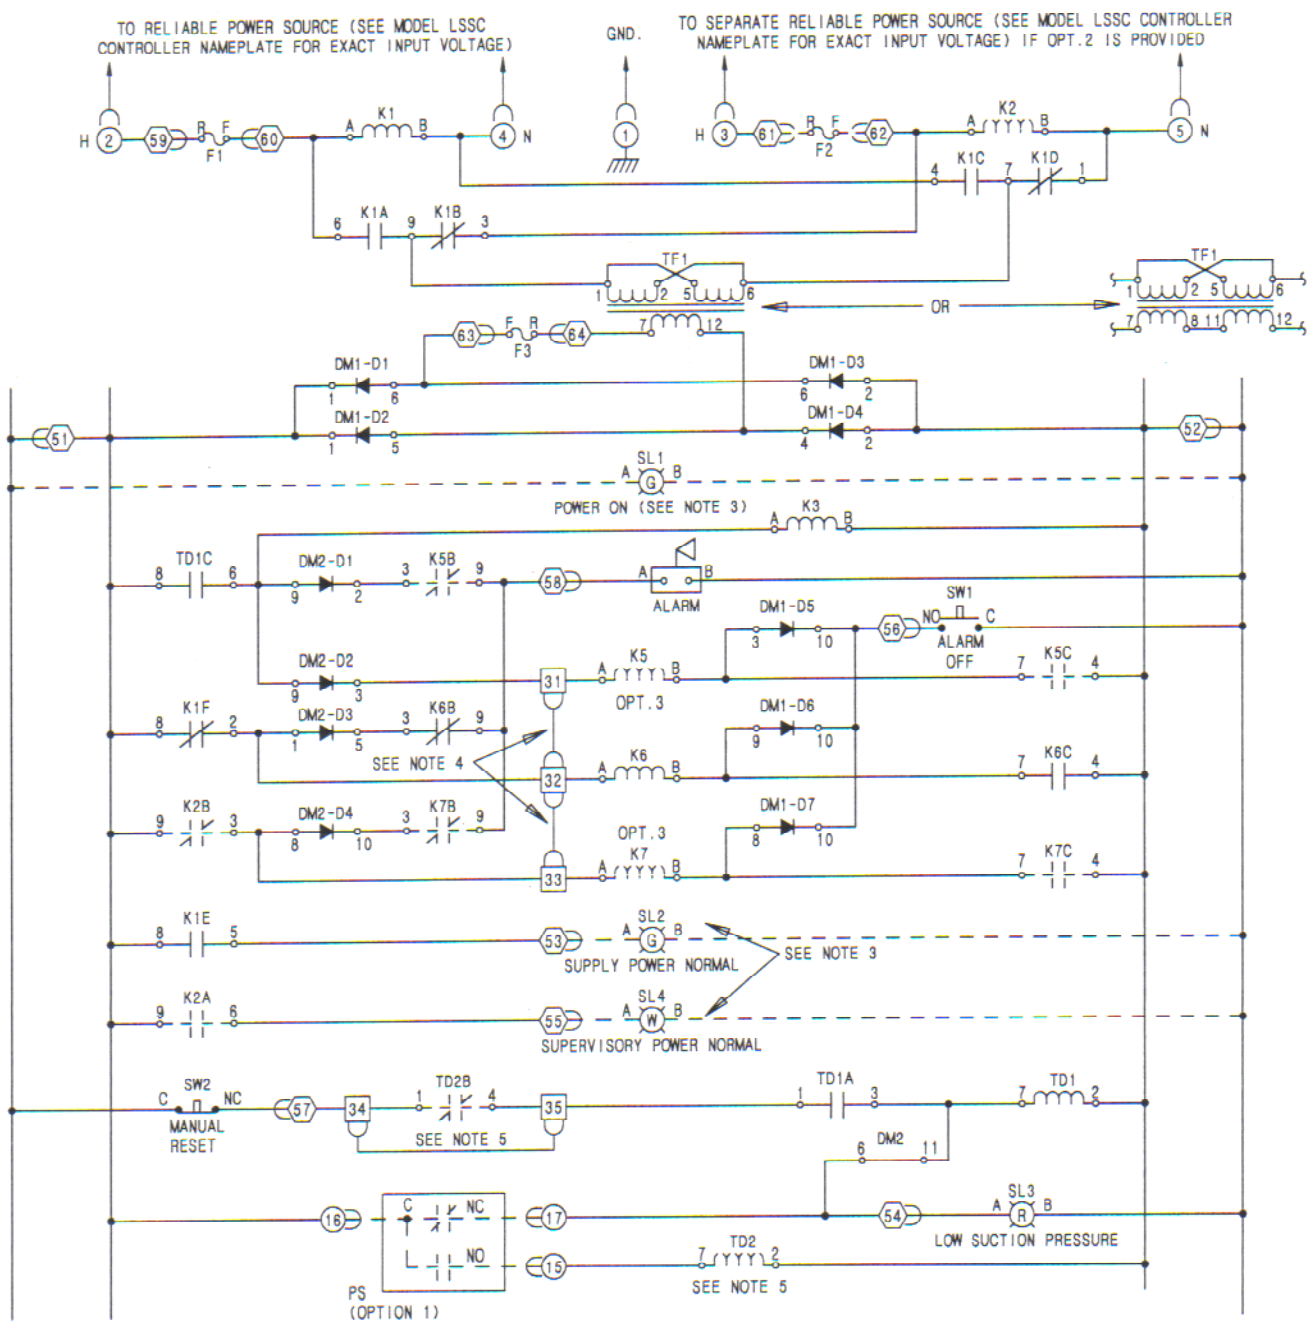 TO RELIABLE POWER SOURCE (SEE MODEL LSSC
CONTROLLER NAMEPLATE FOR EXACT INPUT VOLTAGE)
GND.
TO SEPARATE RELIABLE POWER SOURCE (SEE MODEL LSSC CONTROLLER
NAMEPLATE FOR EXACT INPUT VOLTAGE) IF OPT.2 IS PROVIDED
H 2 59 R F 60 A K1 B 4 N
F1
1
H 3 61 R F 62 A K2 B 5 N
F2
4 K1C 7 K1D 1
6 K1A 9 K1B 3
TF1
1 2 5 6
7 12
OR
TF1
1 2 5 6
7 8 11 12
63 F R 64
F3
DM1-D1
1 6
DM1-D3
6 2
DM1-D2
1 5
DM1-D4
4 2
51
52
SL1
A G B
POWER ON (SEE NOTE 3)
A K3 B
TD1C
8 6
DM2-D1
9 2
K5B
3 9
58
A B
ALARM
DM1-D5
3 10
56
SW1
NO C
ALARM
OFF
DM2-D2
9 3
31
A K5 B
OPT.3
K5C
7 4
K1F
8 2
DM2-D3
1 5
K6B
3 9
DM1-D6
9 10
SEE NOTE 4
32
A K6 B
K6C
7 4
K2B
9 3
DM2-D4
8 10
K7B
3 9
DM1-D7
8 10
OPT.3
33
A K7 B
K7C
7 4
K1E
8 5
53
SL2
A G B
SUPPLY POWER NORMAL
SEE NOTE 3
K2A
9 6
55
SL4
A W B
SUPERVISORY POWER NORMAL
SW2
C NC
MANUAL
RESET
57
34
TD2B
1 4
35
SEE NOTE 5
TD1A
1 3
TD1
7 2
DM2
6 11
16
C NC
17
54
SL3
A R B
LOW SUCTION PRESSURE
NO
15
TD2
7 2
SEE NOTE 5
PS
(OPTION 1)